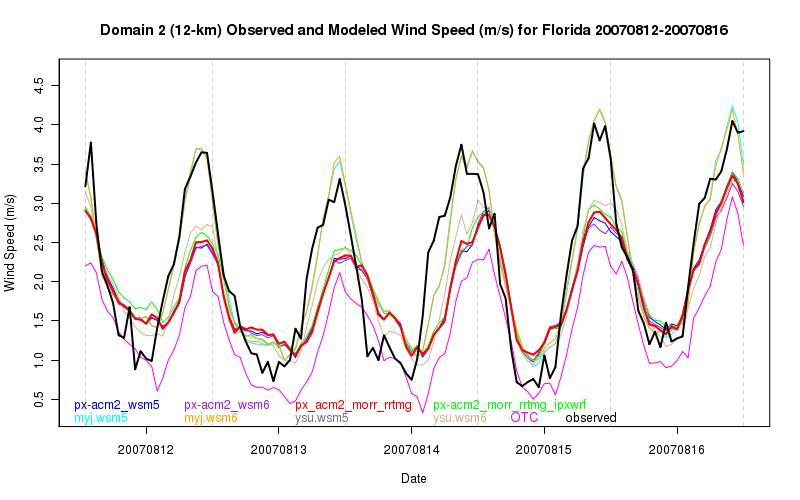 Domain 2 (12-km) Observed and Modeled Wind Speed (m/s) for Florida 20070812-20070816
Wind Speed (m/s)
4.5
4.0
3.5
3.0
2.5
2.0
1.5
1.0
0.5
px-acm2_wsm5 px-acm2_wsm6 px_acm2_morr_rrtmg px-acm2_morr_rrtmg_ipxwrf
myj.wsm5 myj.wsm6 ysu.wsm5 ysu.wsm6 OTC observed
20070812 20070813 20070814 20070815 20070816
Date